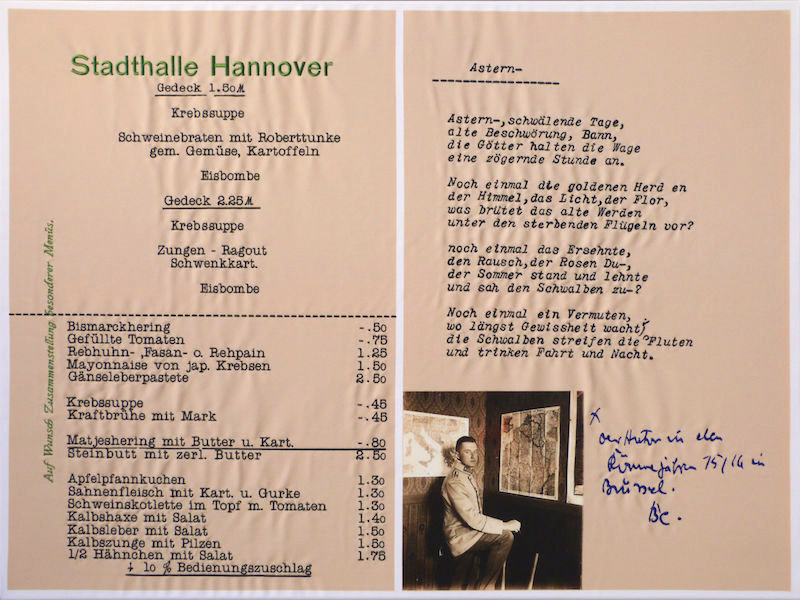 Stadthalle Hannover
Gedeck 1.50 M
Krebssuppe
Schweinebraten mit Roberttunke
gem. Gemüse, Kartoffeln
Eisbombe
Gedeck 2.25 M
Krebssuppe
Zungen - Ragout
Schwenkkart.
Eisbombe
Auf Wunsch Zusammenstellung besonderer Menüs.
Bismarckhering -.50
Gefüllte Tomaten -.75
Rebhuhn- ,Fasan- o. Rehpain 1.25
Mayonnaise von jap. Krebsen 1.50
Gänseleberpastete 2.50
Krebssuppe -.45
Kraftbrühe mit Mark -.45
Matjeshering mit Butter u. Kart. -.80
Steinbutt mit zerl. Butter 2.50
Apfelpfannkuchen 1.30
Sahnenfleisch mit Kart. u. Gurke 1.30
Schweinskotlette im Topf m. Tomaten 1.30
Kalbshaxe mit Salat 1.40
Kalbsleber mit Salat 1.50
Kalbszunge mit Pilzen 1.50
1/2 Hähnchen mit Salat 1.75
+ 10 % Bedienungszuschlag
Astern-
Astern-,schwälende Tage,
alte Beschwörung, Bann,
die Götter halten die Wage
eine zögernde Stunde an.
Noch einmal die goldenen Herd en
der Himmel,das Licht,der Flor,
was brütet das alte Werden
unter den sterbenden Flügeln vor?
noch einmal das Ersehnte,
den Rausch,der Rosen Du-,
der Sommer stand und lehnte
und sah den Schwalben zu-?
Noch einmal ein Vermuten,
wo längst Gewissheit wacht,
die Schwalben streifen die Fluten
und trinken Fahrt und Nacht.
x
der Autor in den
in
Brüssel.